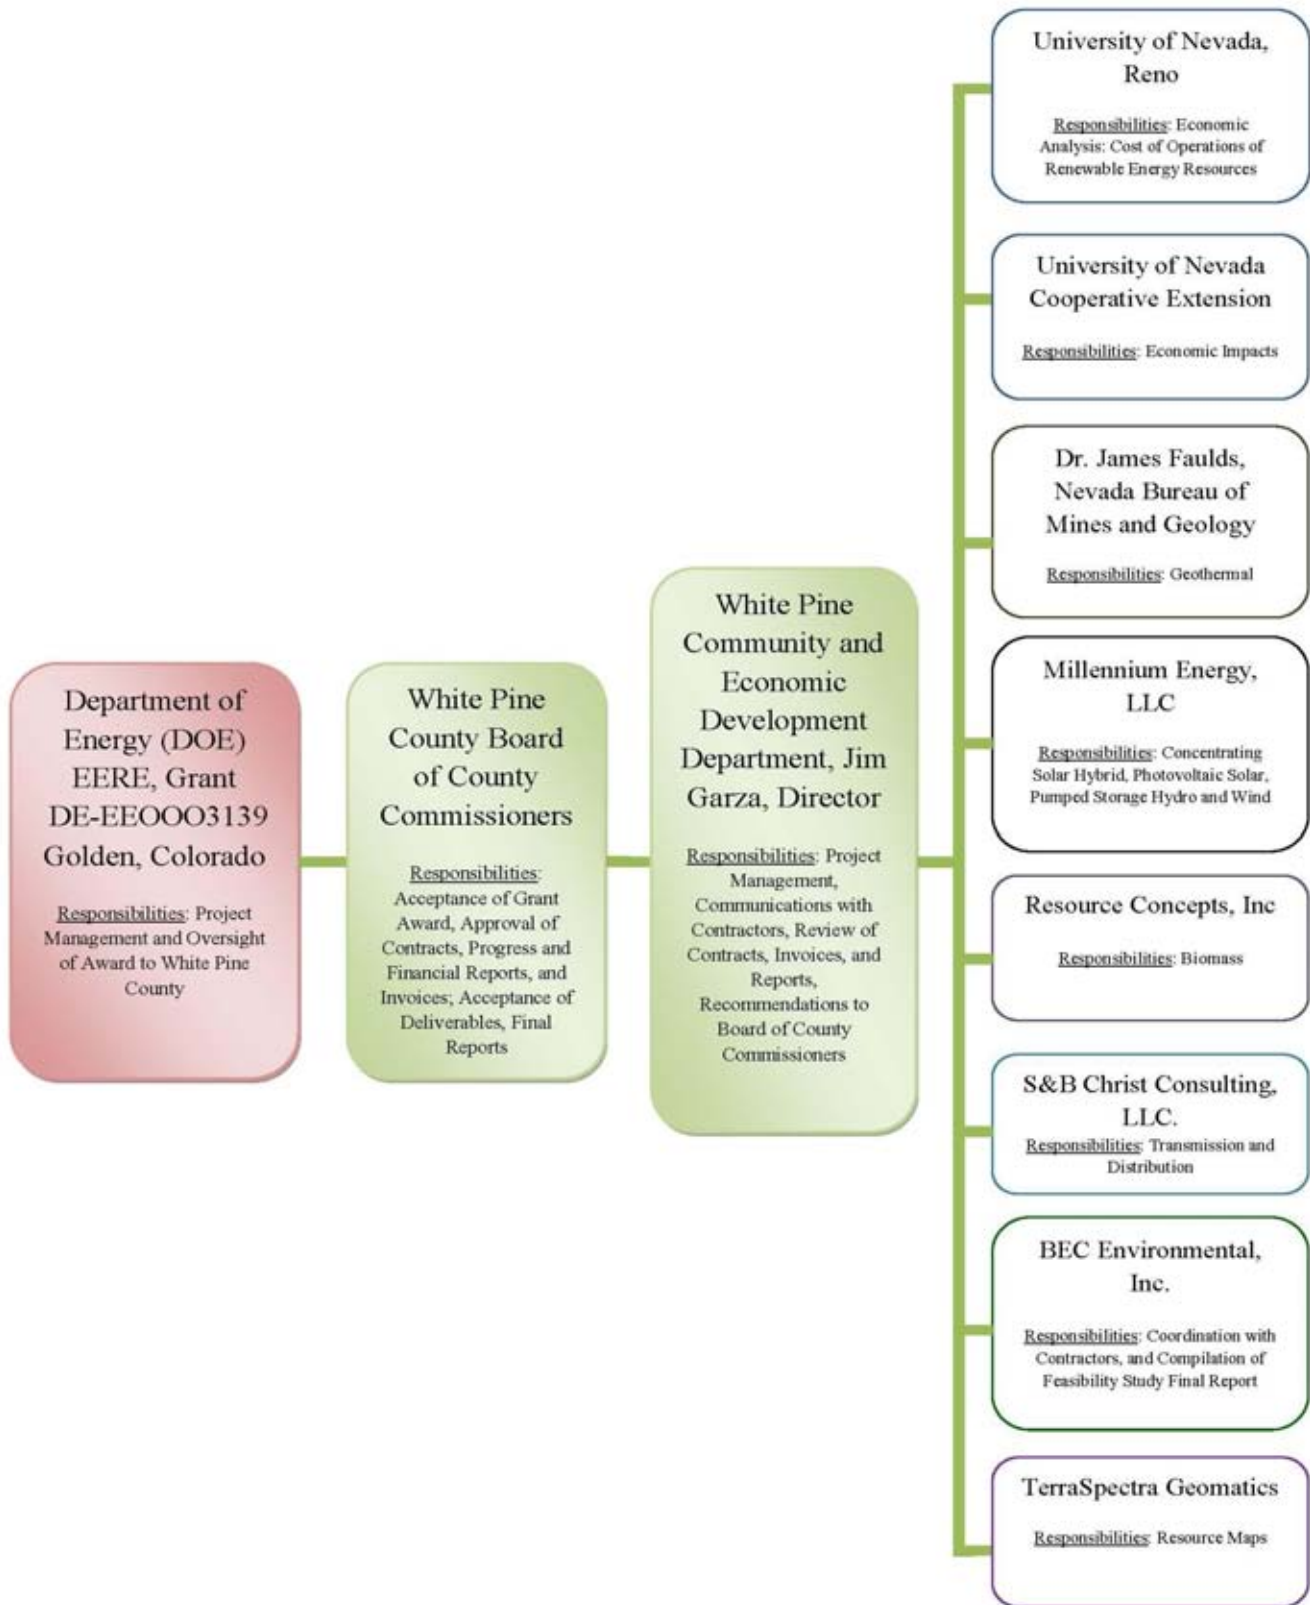 Department of
Energy (DOE)
EERE, Grant
DE-EEOOO3139
Golden, Colorado
Responsibilities: Project
Management and Oversight
of Award to White Pine
County
White Pine
County Board
of County
Commissioners
Responsibilities:
Acceptance of Grant
Award, Approval of
Contracts, Progress and
Financial Reports, and
Invoices; Acceptance of
Deliverables, Final
Reports
White Pine
Community and
Economic
Development
Department, Jim
Garza, Director
Responsibilities: Project
Management,
Communications with
Contractors, Review of
Contracts, Invoices, and
Reports,
Recommendations to
Board of County
Commissioners
University of Nevada,
Reno
Responsibilities: Economic
Analysis: Cost of Operations of
Renewable Energy Resources
University of Nevada
Cooperative Extension
Responsibilities: Economic Impacts
Dr. James Faulds,
Nevada Bureau of
Mines and Geology
Responsibilities: Geothermal
Millennium Energy,
LLC
Responsibilities: Concentrating
Solar Hybrid, Photovoltaic Solar,
Pumped Storage Hydro and Wind
Resource Concepts, Inc
Responsibilities: Biomass
S&B Christ Consulting,
LLC.
Responsibilities: Transmission and
Distribution
BEC Environmental,
Inc.
Responsibilities: Coordination with
Contractors, and Compilation of
Feasibility Study Final Report
TerraSpectra Geomatics
Responsibilities: Resource Maps